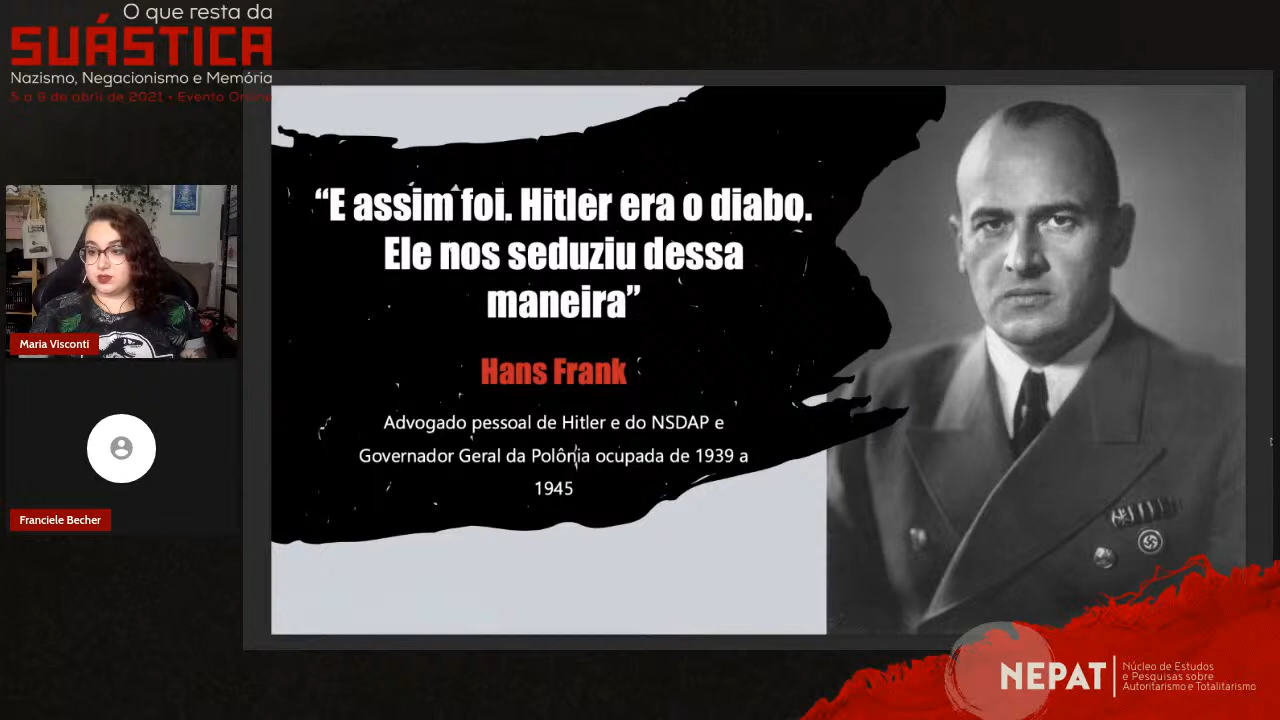 O que resta da
SUÁSTICA
Nazismo, Negacionismo e Memória
5 a 9 de abril de 2021 • Evento Online
“E assim foi. Hitler era o diabo.
Ele nos seduziu dessa
maneira”
Hans Frank
Advogado pessoal de Hitler e do NSDAP e
Governador Geral da Polônia ocupada de 1939 a
1945
Maria Visconti
Franciele Becher
NEPAT
Núcleo de Estudos
e Pesquisas sobre
Autoritarismo e Totalitarismo